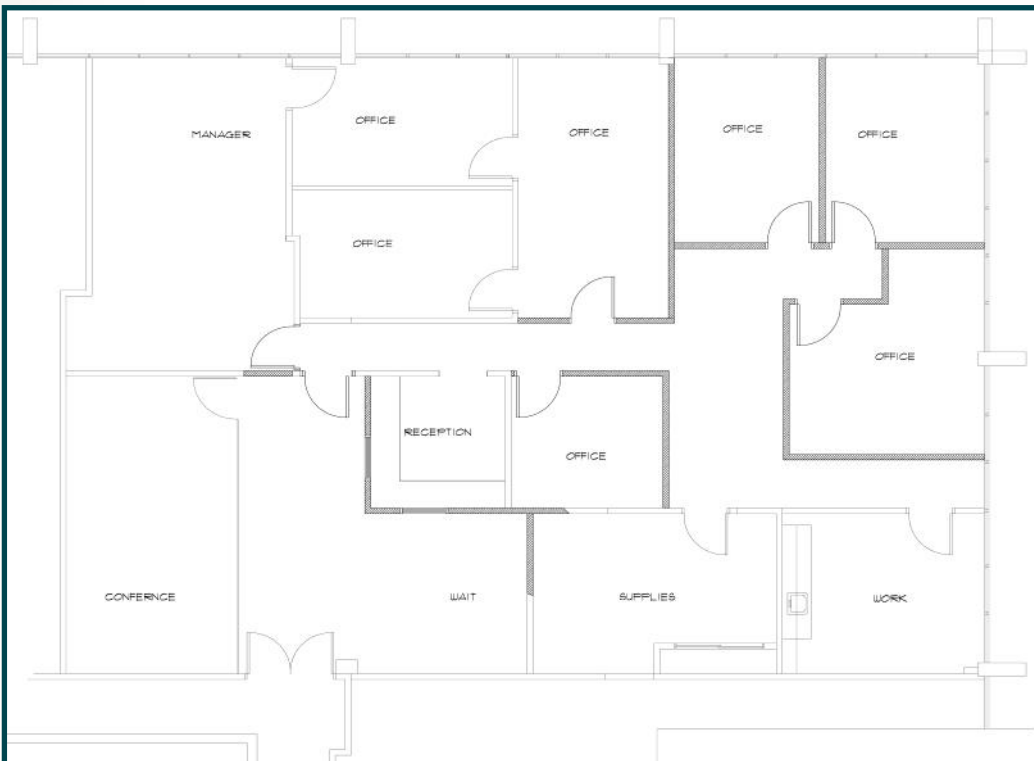 MANAGER
OFFICE
OFFICE
OFFICE
OFFICE
OFFICE
OFFICE
RECEPTION
OFFICE
CONFERNCE
WAIT
SUPPLIES
WORK